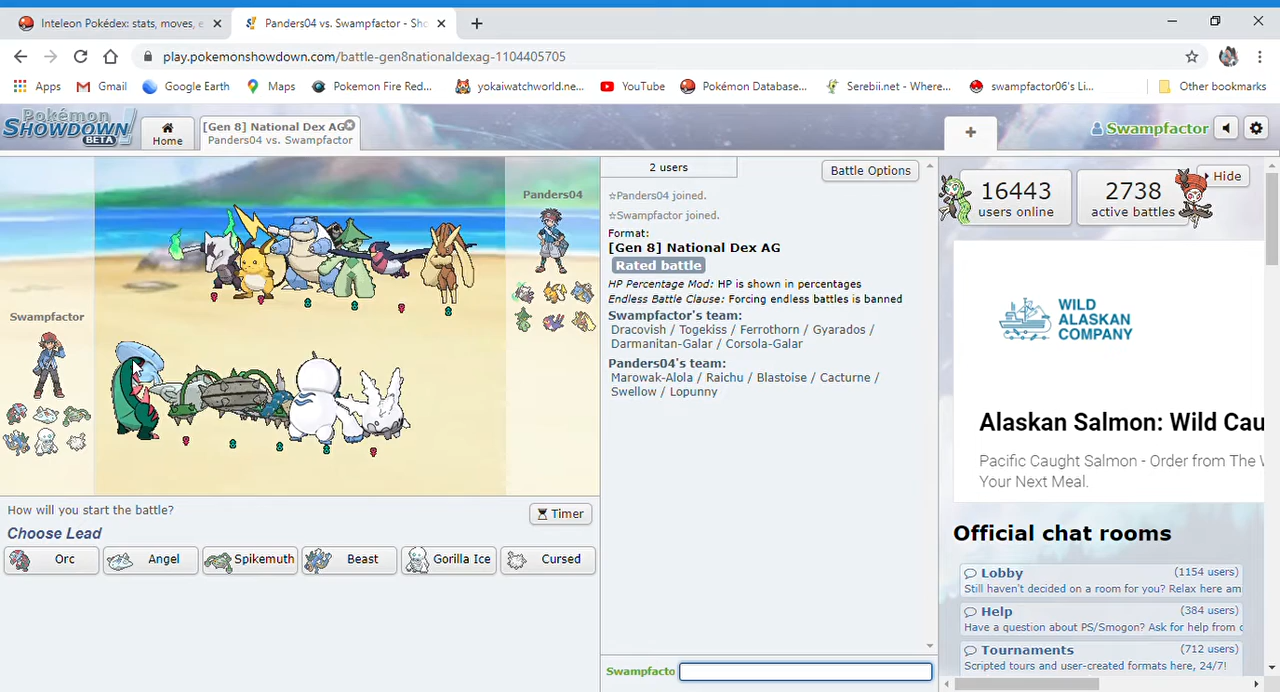 Inteleon Pokédex: stats, moves, e
Panders04 vs. Swampfactor - Sho
play.pokemonshowdown.com/battle-gen8nationaldexag-1104405705
Apps
Gmail
Google Earth
Maps
Pokemon Fire Red...
yokaiwatchworld.ne...
YouTube
Pokémon Database...
Serebii.net - Where...
swampfactor06's Li...
Other bookmarks
Pokémon
SHOWDOWN!
BETA
Home
[Gen 8] National Dex AG
Panders04 vs. Swampfactor
+
Swampfactor
Swampfactor
Panders04
How will you start the battle?
Timer
Choose Lead
Orc
Angel
Spikemuth
Beast
Gorilla Ice
Cursed
2 users
Battle Options
☆Panders04 joined.
☆Swampfactor joined.
Format:
[Gen 8] National Dex AG
Rated battle
HP Percentage Mod: HP is shown in percentages
Endless Battle Clause: Forcing endless battles is banned
Swampfactor's team:
Dracovish / Togekiss / Ferrothorn / Gyarados /
Darmanitan-Galar / Corsola-Galar
Panders04's team:
Marowak-Alola / Raichu / Blastoise / Cacturne /
Swellow / Lopunny
Swampfacto
16443
users online
2738
active battles
Hide
WILD
ALASKAN
COMPANY
Alaskan Salmon: Wild Cau
Pacific Caught Salmon - Order from The W
Your Next Meal.
Official chat rooms
Lobby
(1154 users)
Still haven't decided on a room for you? Relax here am
Help
(384 users)
Have a question about PS/Smogon? Ask for help from o
Tournaments
(712 users)
Scripted tours and user-created formats here, 24/7!